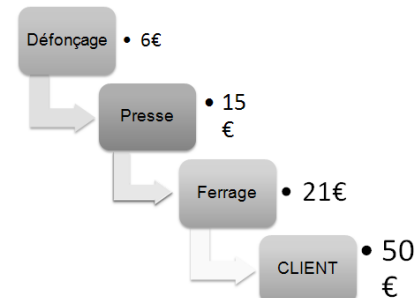 Défonçage
• 6€
Presse
• 15
€
Ferrage
• 21€
CLIENT
• 50
€